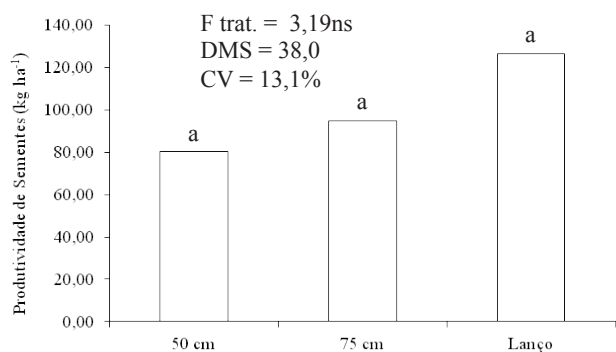 F trat. = 3,19ns
DMS = 38,0
CV = 13,1%
Produtividade de Sementes (kg ha⁻¹)
140,00
120,00
100,00
80,00
60,00
40,00
20,00
0,00
a
a
a
50 cm
75 cm
Lanço